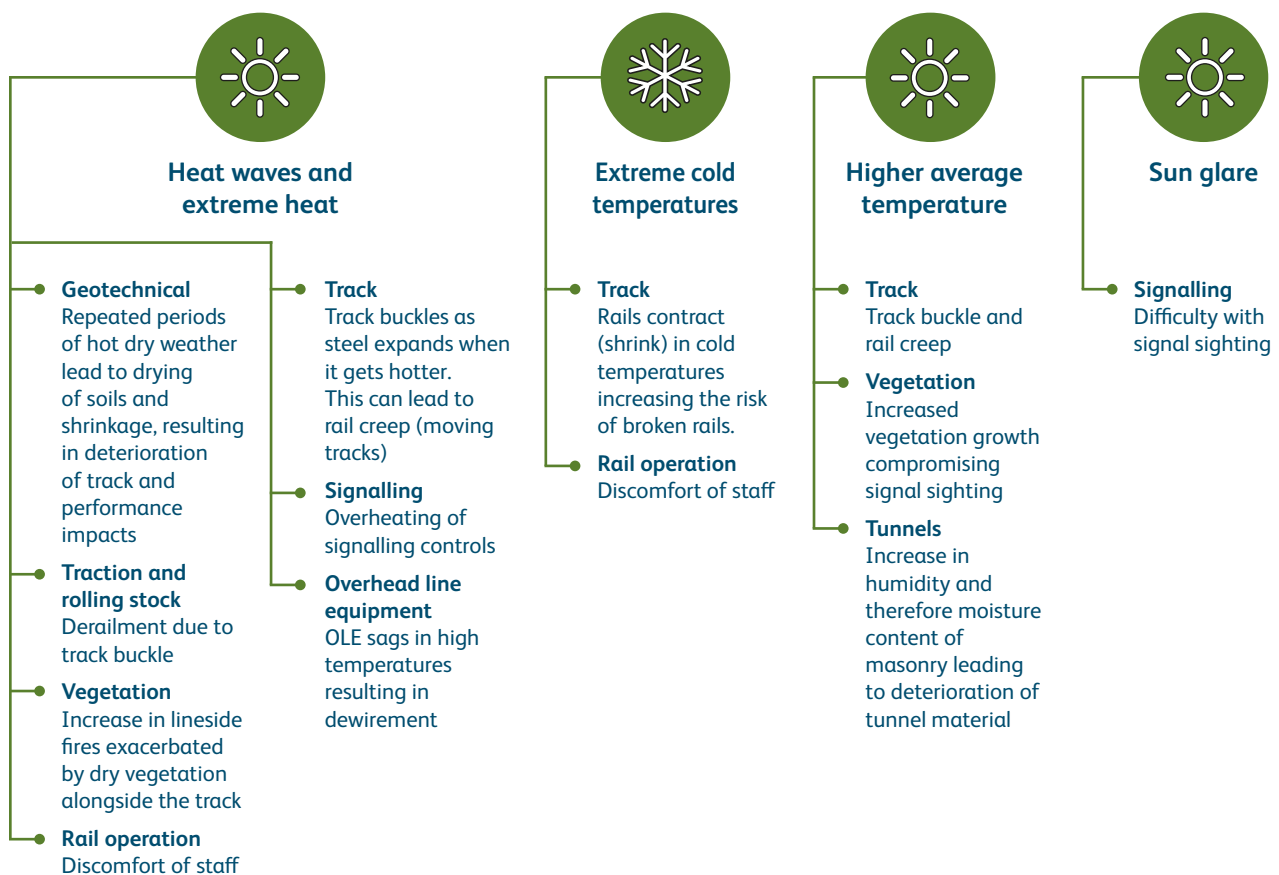 Heat waves and
extreme heat
Geotechnical
Repeated periods
of hot dry weather
lead to drying
of soils and
shrinkage, resulting
in deterioration
of track and
performance
impacts
Traction and
rolling stock
Derailment due to
track buckle
Vegetation
Increase in lineside
fires exacerbated
by dry vegetation
alongside the track
Rail operation
Discomfort of staff
Track
Track buckles as
steel expands when
it gets hotter.
This can lead to
rail creep (moving
tracks)
Signalling
Overheating of
signalling controls
Overhead line
equipment
OLE sags in high
temperatures
resulting in
dewirement
Extreme cold
temperatures
Track
Rails contract
(shrink) in cold
temperatures
increasing the risk
of broken rails.
Rail operation
Discomfort of staff
Higher average
temperature
Track
Track buckle and
rail creep
Vegetation
Increased
vegetation growth
compromising
signal sighting
Tunnels
Increase in
humidity and
therefore moisture
content of
masonry leading
to deterioration of
tunnel material
Sun glare
Signalling
Difficulty with
signal sighting